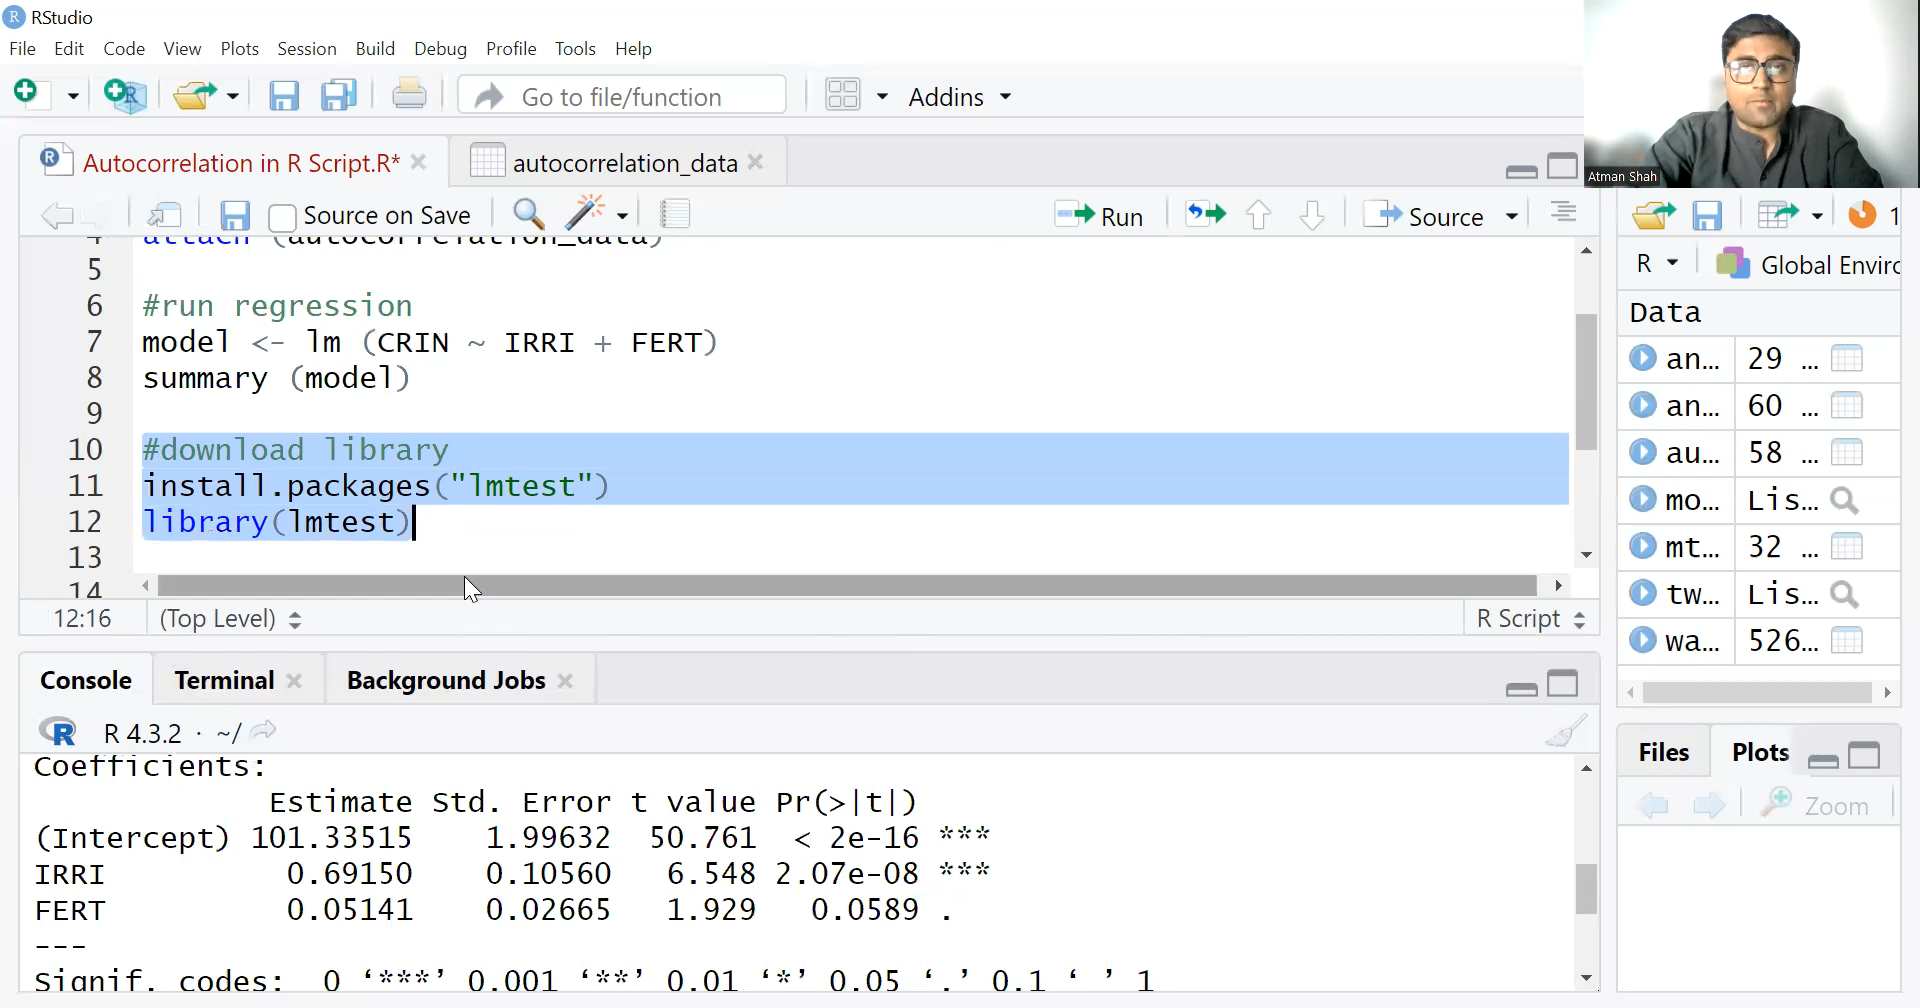 RStudio
File Edit Code View Plots Session Build Debug Profile Tools Help
Go to file/function Addins
Atman Shah
Autocorrelation in R Script.R* autocorrelation_data
Source on Save Run Source
4 attach (autocorrelation_data)
5
6 #run regression
7 model <- lm (CRIN ~ IRRI + FERT)
8 summary (model)
9
10 #download library
11 install.packages("lmtest")
12 library(lmtest)
13
14
12:16 (Top Level) R Script
Console Terminal Background Jobs
R 4.3.2 · ~/
Coefficients:
Estimate Std. Error t value Pr(>|t|)
(Intercept) 101.33515 1.99632 50.761 < 2e-16 ***
IRRI 0.69150 0.10560 6.548 2.07e-08 ***
FERT 0.05141 0.02665 1.929 0.0589 .
---
Signif. codes: 0 ‘***’ 0.001 ‘**’ 0.01 ‘*’ 0.05 ‘.’ 0.1 ‘ ’ 1
1
R Global Enviro
Data
an... 29 ...
an... 60 ...
au... 58 ...
mo... Lis...
mt... 32 ...
tw... Lis...
wa... 526...
Files Plots
Zoom